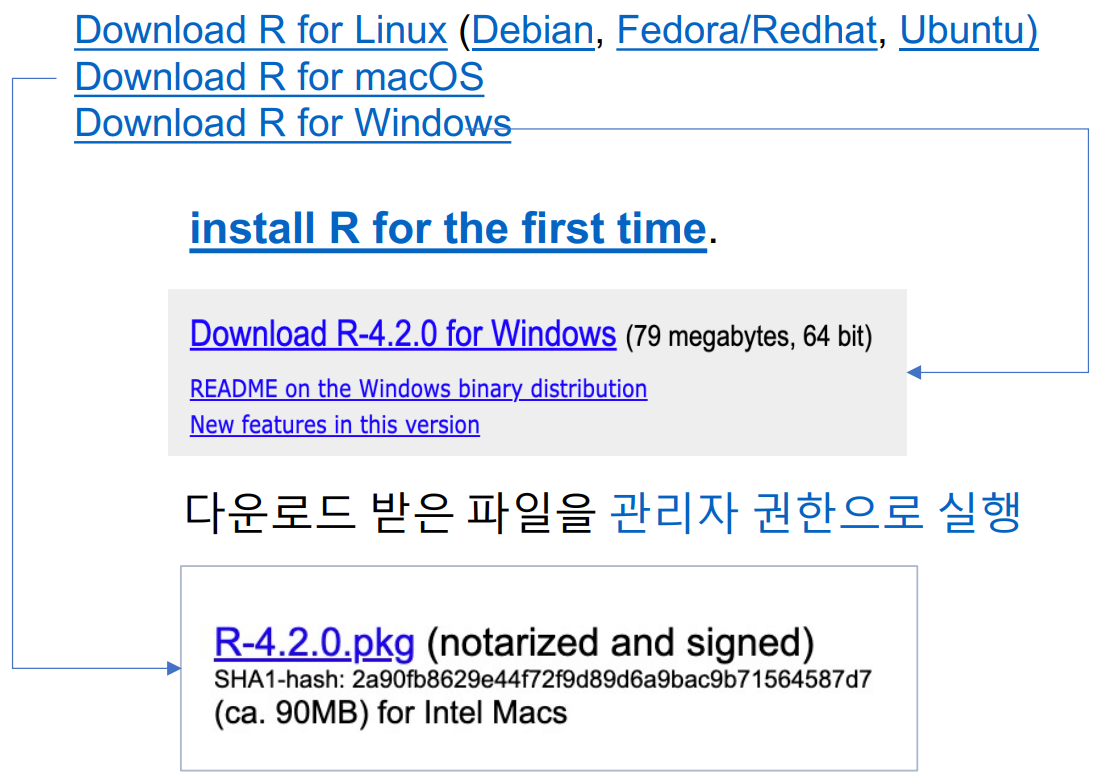 Download R for Linux (Debian, Fedora/Redhat, Ubuntu)
Download R for macOS
Download R for Windows
install R for the first time.
Download R-4.2.0 for Windows (79 megabytes, 64 bit)
README on the Windows binary distribution
New features in this version
다운로드 받은 파일을 관리자 권한으로 실행
R-4.2.0.pkg (notarized and signed)
SHA1-hash: 2a90fb8629e44f72f9d89d6a9bac9b71564587d7
(ca. 90MB) for Intel Macs